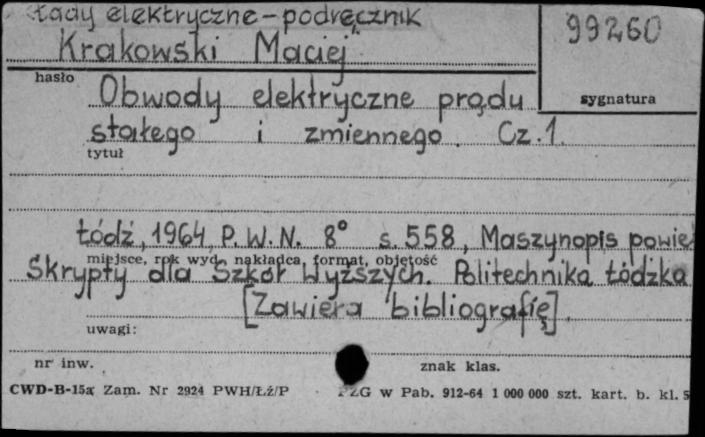 łady elektryczne - podręcznik
Krakowski Maciej
99260
hasło
sygnatura
Obwody elektryczne prądu
stałego i zmiennego. Cz. 1.
tytuł
Łódź, 1964, P.W.N. 8° s. 558, Maszynopis powie
miejsce, rok wyd., nakładca, format, objętość
Skrypty dla Szkół Wyższych. Politechnika Łódzka
[Zawiera bibliografię].
uwagi:
nr inw.
znak klas.
CWD-B-15a Zam. Nr 2924 PWH/Łź/P
PZG w Pab. 912-64 1 000 000 szt. kart. b. kl. 5